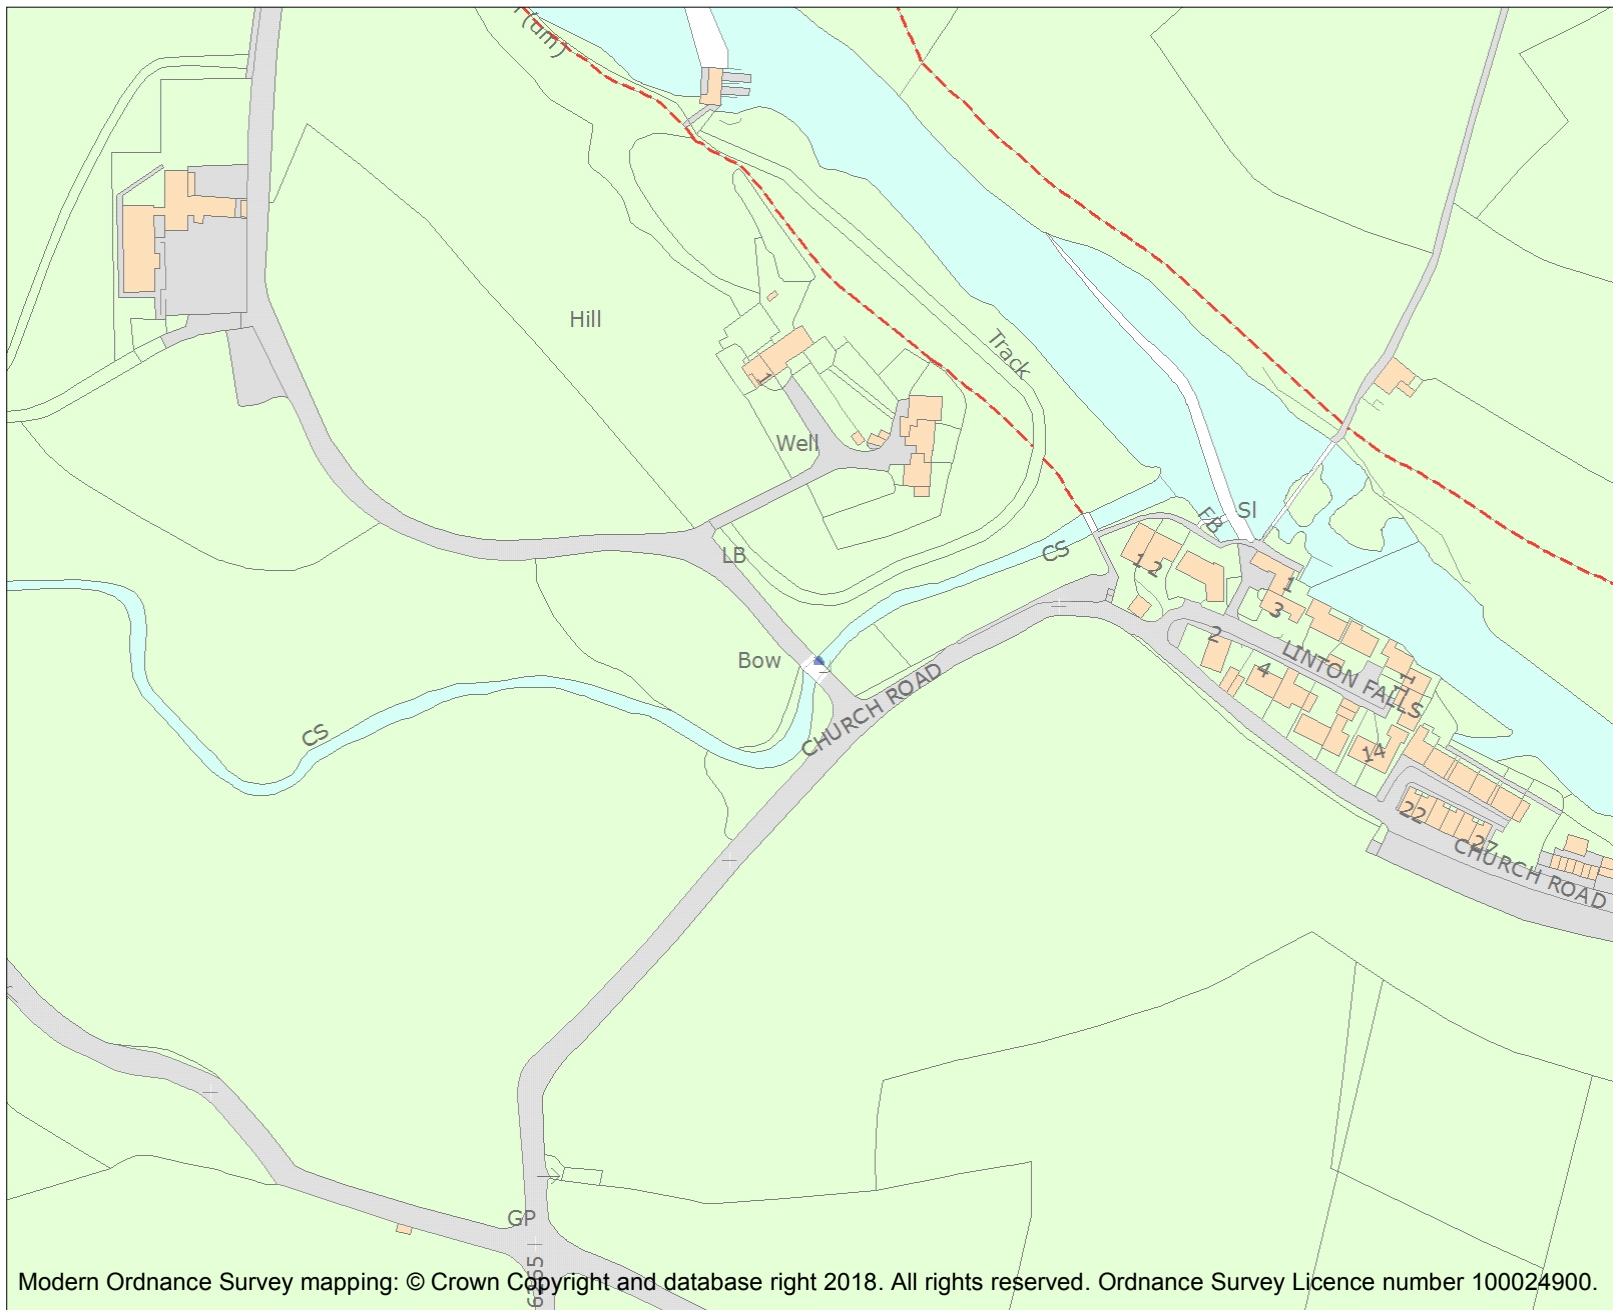 (um)
Hill
Track
1
Well
Sl
FB
CS
LB
1 2
1
3
2
Bow
LINTON FALLS
4
11
CHURCH ROAD
CS
14
22
27
CHURCH ROAD
GP
6265
Modern Ordnance Survey mapping: © Crown Copyright and database right 2018. All rights reserved. Ordnance Survey Licence number 100024900.